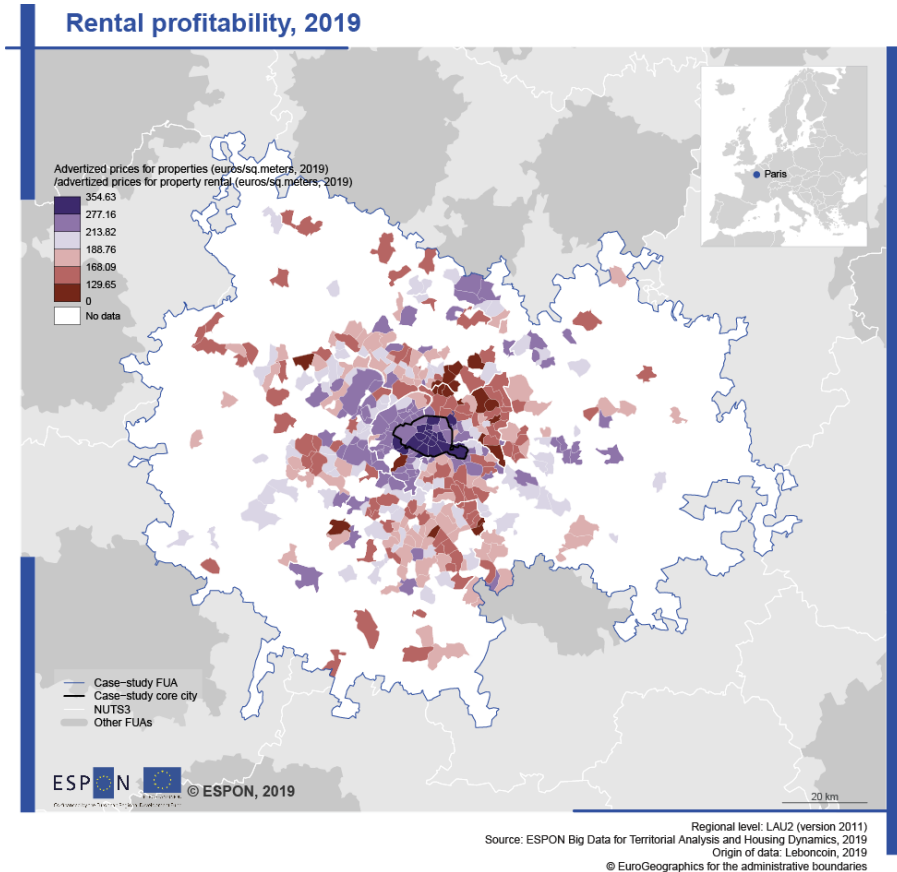 Rental profitability, 2019
Paris
Advertized prices for properties (euros/sq.meters, 2019)
/advertized prices for property rental (euros/sq.meters, 2019)
354.63
277.16
213.82
188.76
168.09
129.65
0
No data
Case−study FUA
Case−study core city
NUTS3
Other FUAs
ESPON
© ESPON, 2019
20 km
Regional level: LAU2 (version 2011)
Source: ESPON Big Data for Territorial Analysis and Housing Dynamics, 2019
Origin of data: Leboncoin, 2019
© EuroGeographics for the administrative boundaries